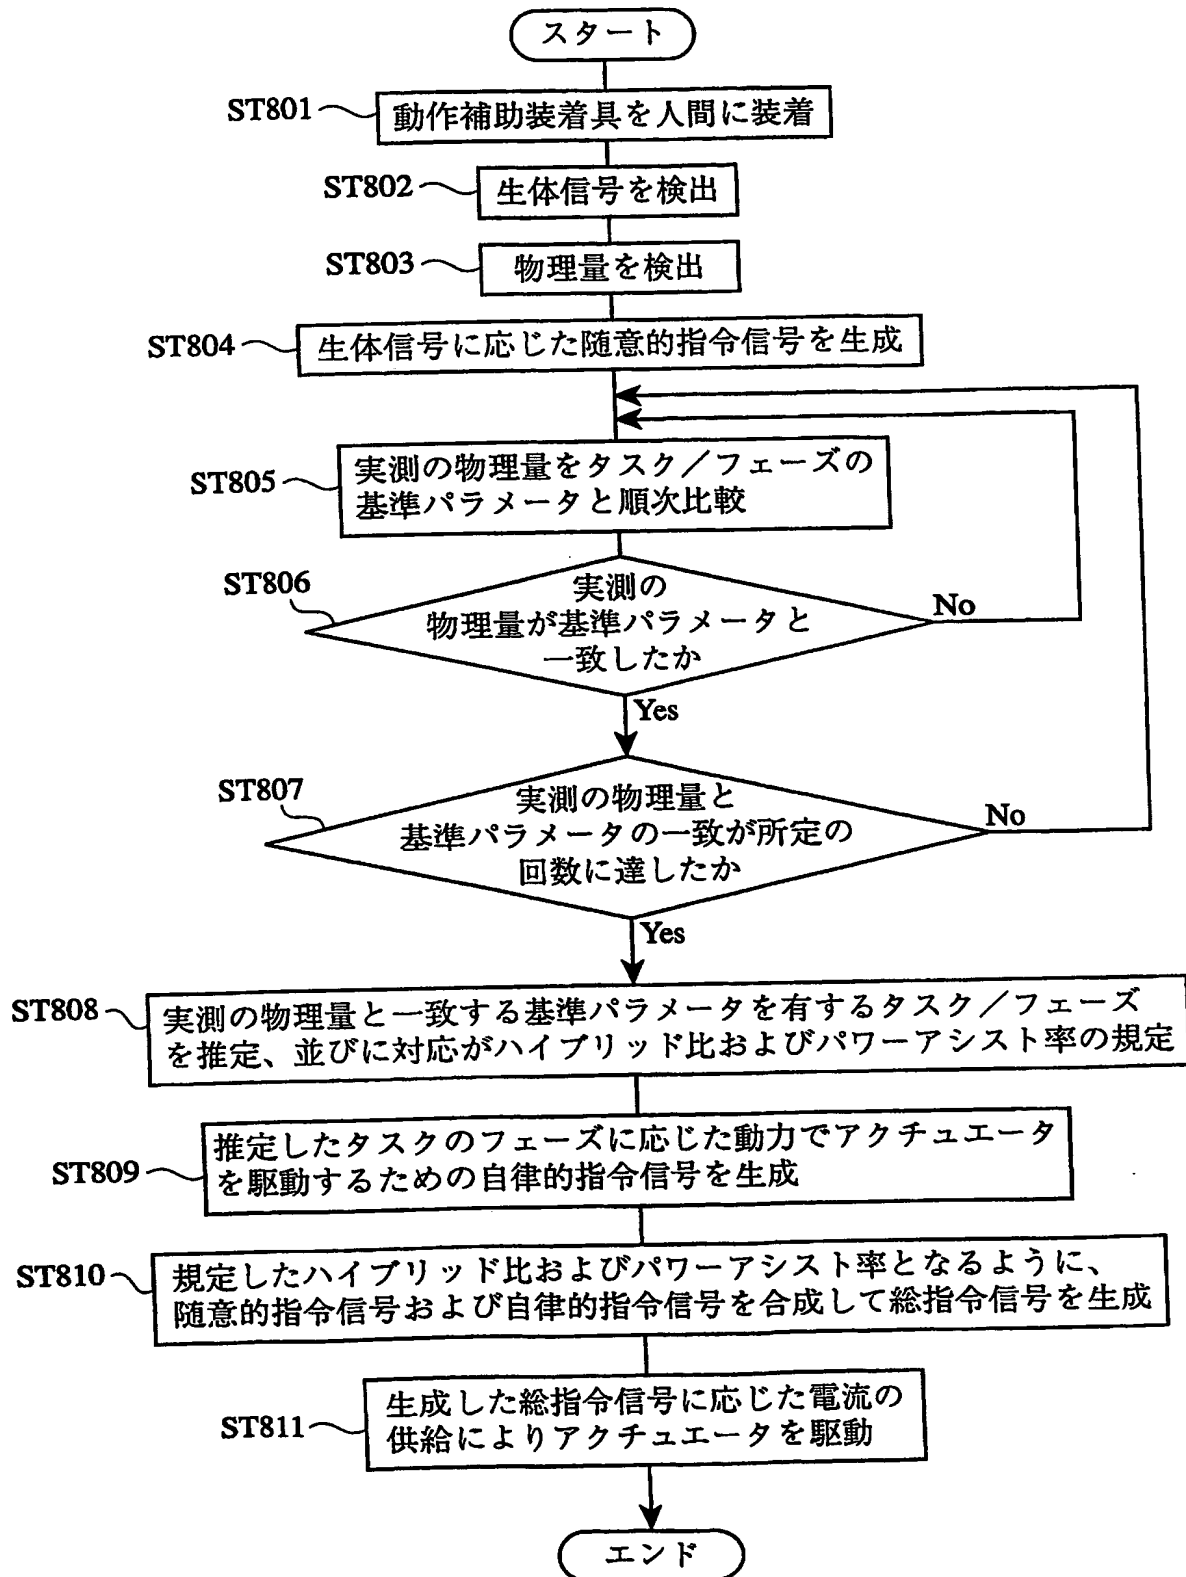 スタート
ST801
動作補助装着具を人間に装着
ST802
生体信号を検出
ST803
物理量を検出
ST804
生体信号に応じた随意的指令信号を生成
ST805
実測の物理量をタスク／フェーズの
基準パラメータと順次比較
ST806
実測の
物理量が基準パラメータと
一致したか
No
Yes
ST807
実測の物理量と
基準パラメータの一致が所定の
回数に達したか
No
Yes
ST808
実測の物理量と一致する基準パラメータを有するタスク／フェーズ
を推定、並びに対応がハイブリッド比およびパワーアシスト率の規定
ST809
推定したタスクのフェーズに応じた動力でアクチュエータ
を駆動するための自律的指令信号を生成
ST810
規定したハイブリッド比およびパワーアシスト率となるように、
随意的指令信号および自律的指令信号を合成して総指令信号を生成
ST811
生成した総指令信号に応じた電流の
供給によりアクチュエータを駆動
エンド